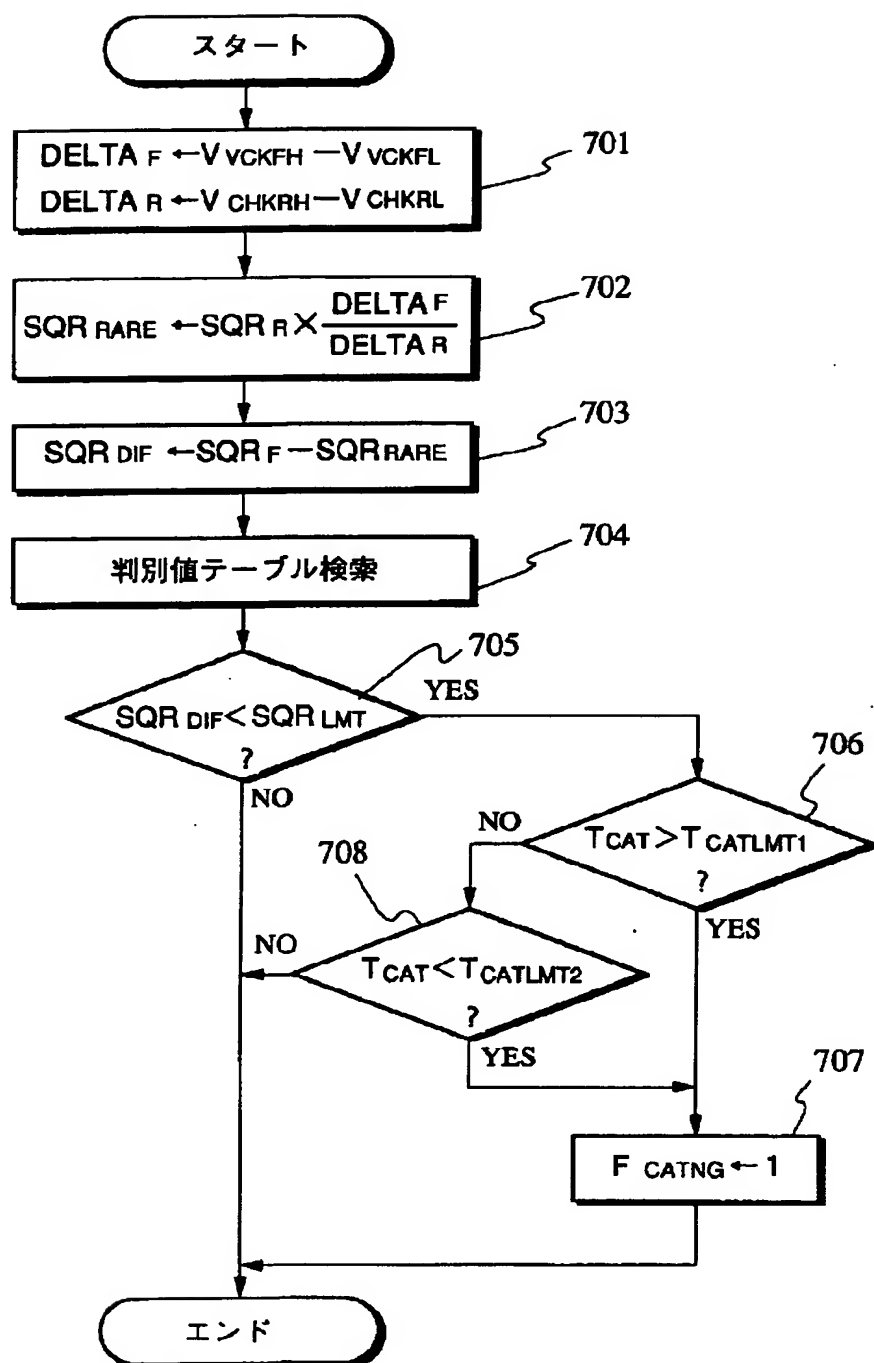 スタート
DELTA F ←V VCKFH —V VCKFL
DELTA R ←V CHKRH —V CHKRL
701
SQR RARE ←SQR R × DELTA F / DELTA R
702
SQR DIF ←SQR F —SQR RARE
703
判別値テーブル検索
704
705
SQR DIF < SQR LMT
?
YES
NO
706
T CAT > T CATLMT1
?
NO
YES
708
T CAT < T CATLMT2
?
NO
YES
707
F CATNG ← 1
エンド